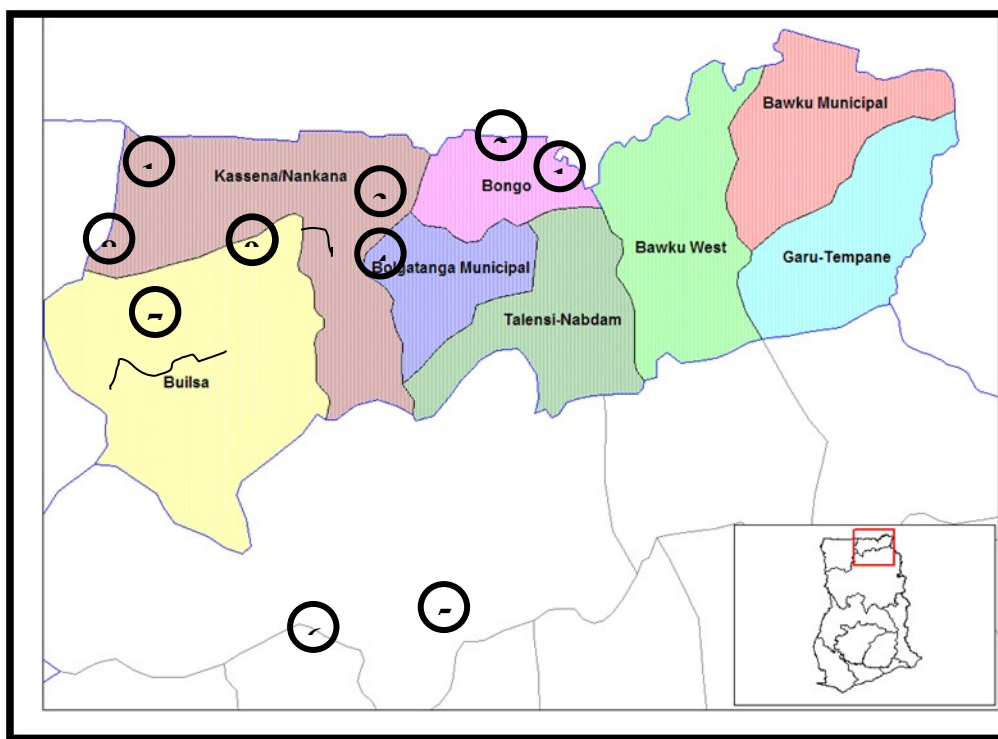 Bawku Municipal
Kassena/Nankana
Bongo
Bawku West
Garu-Tempane
Bolgatanga Municipal
Talensi-Nabdam
Builsa